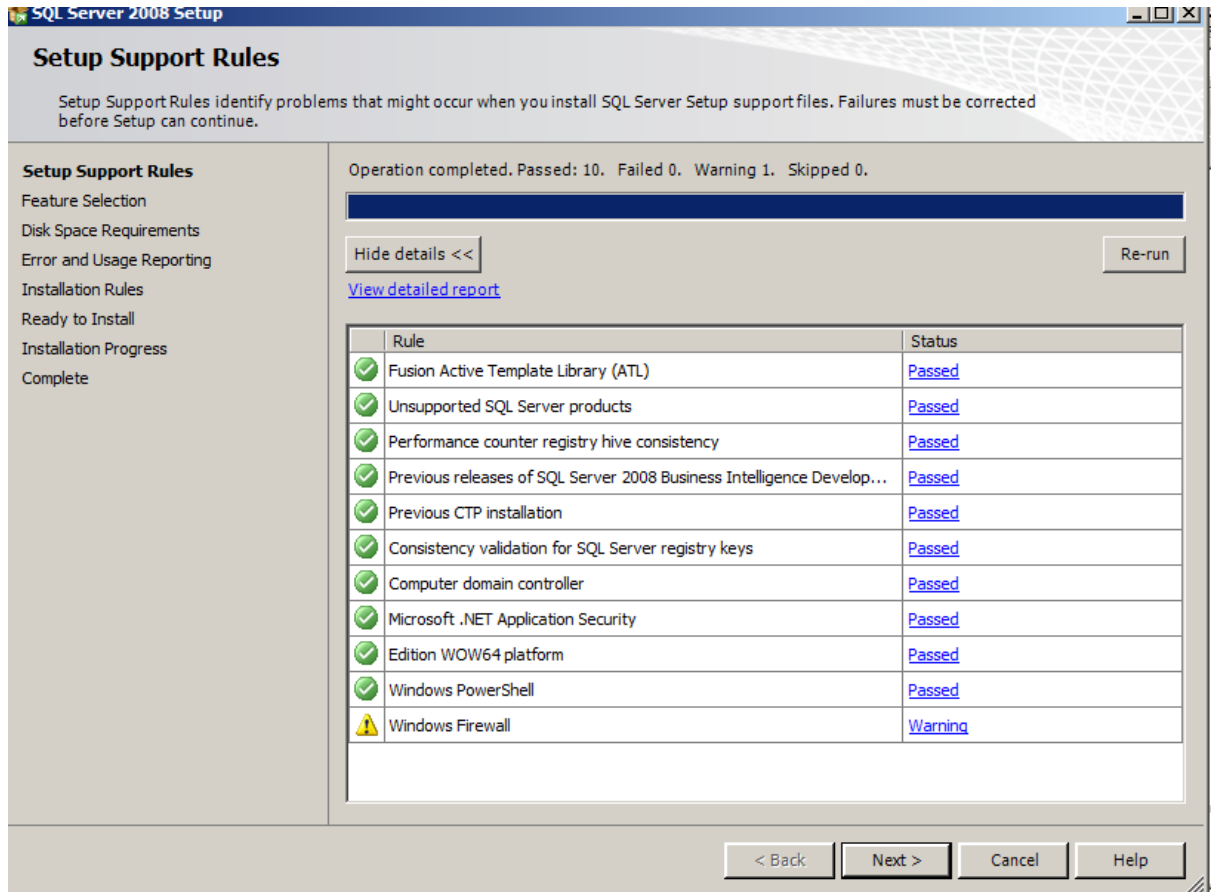 SQL Server 2008 Setup
Setup Support Rules
Setup Support Rules identify problems that might occur when you install SQL Server Setup support files. Failures must be corrected
before Setup can continue.
Setup Support Rules
Feature Selection
Disk Space Requirements
Error and Usage Reporting
Installation Rules
Ready to Install
Installation Progress
Complete
Operation completed. Passed: 10. Failed 0. Warning 1. Skipped 0.
Hide details <<
Re-run
View detailed report
Rule Status
Fusion Active Template Library (ATL) Passed
Unsupported SQL Server products Passed
Performance counter registry hive consistency Passed
Previous releases of SQL Server 2008 Business Intelligence Develop... Passed
Previous CTP installation Passed
Consistency validation for SQL Server registry keys Passed
Computer domain controller Passed
Microsoft .NET Application Security Passed
Edition WOW64 platform Passed
Windows PowerShell Passed
Windows Firewall Warning
< Back Next > Cancel Help